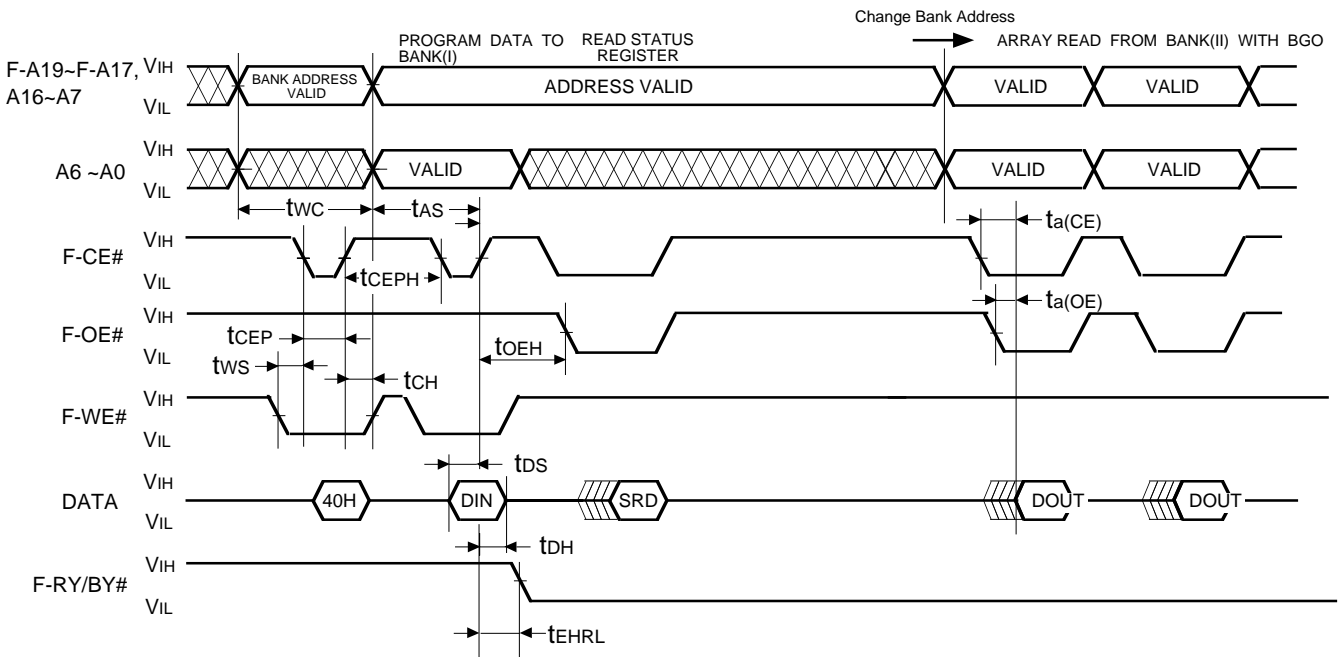 Change Bank Address
PROGRAM DATA TO BANK(I)
READ STATUS REGISTER
ARRAY READ FROM BANK(II) WITH BGO
F-A19~F-A17, A16~A7
VIH
VIL
BANK ADDRESS VALID
ADDRESS VALID
VALID
VALID
A6 ~A0
VIH
VIL
VALID
VALID
VALID
tWC
tAS
ta(CE)
F-CE#
VIH
VIL
tCEPH
ta(OE)
F-OE#
VIH
VIL
tCEP
tOEH
tWS
tCH
F-WE#
VIH
VIL
tDS
DATA
VIH
VIL
40H
DIN
SRD
DOUT
DOUT
tDH
F-RY/BY#
VIH
VIL
tEHRL